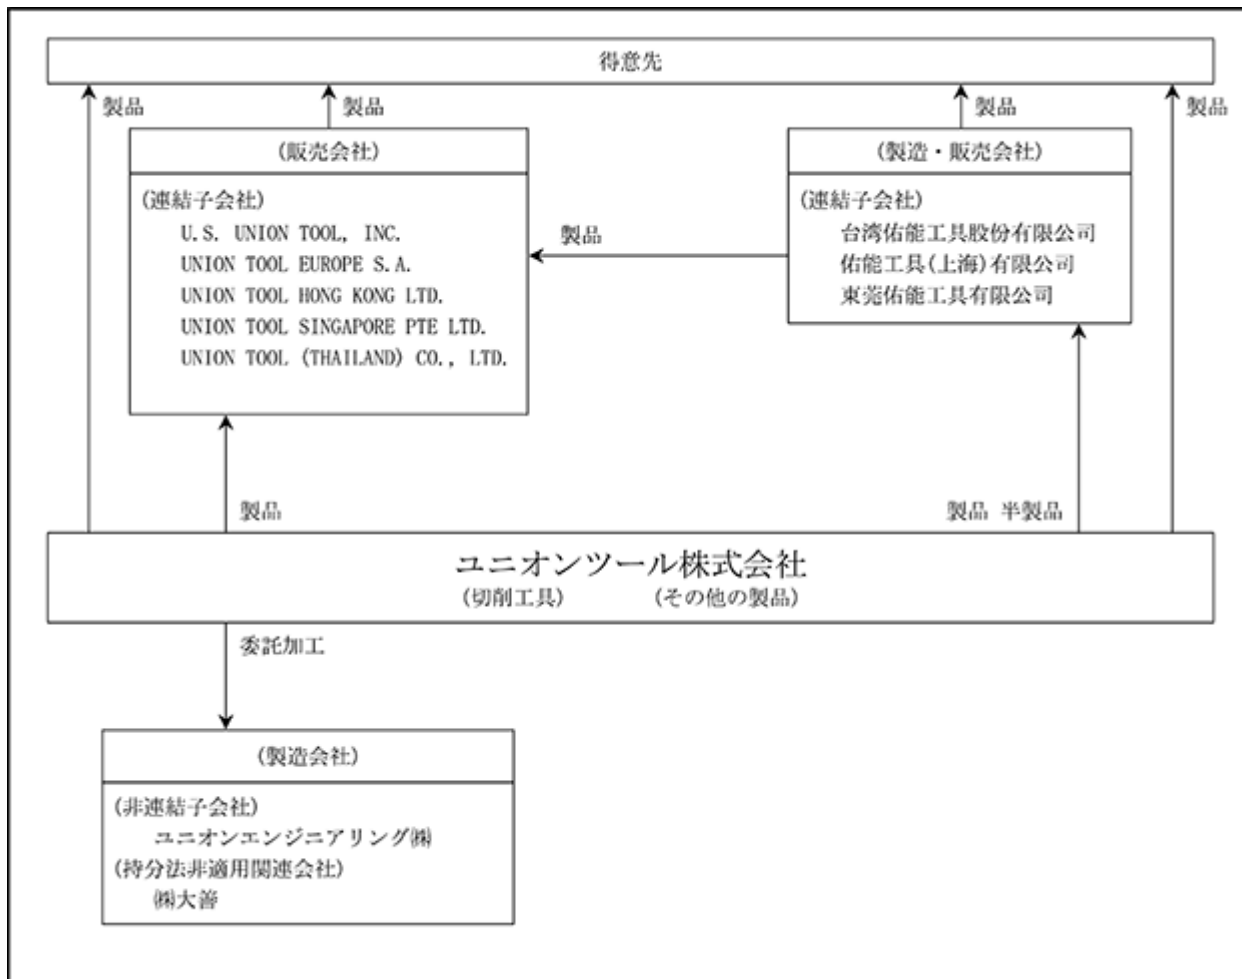 得意先
製品
製品
製品
製品
(販売会社)
(連結子会社)
U.S. UNION TOOL, INC.
UNION TOOL EUROPE S.A.
UNION TOOL HONG KONG LTD.
UNION TOOL SINGAPORE PTE LTD.
UNION TOOL (THAILAND) CO., LTD.
製品
(製造・販売会社)
(連結子会社)
台湾佑能工具股份有限公司
佑能工具(上海)有限公司
東莞佑能工具有限公司
製品
製品 半製品
ユニオンツール株式会社
(切削工具) (その他の製品)
委託加工
(製造会社)
(非連結子会社)
ユニオンエンジニアリング㈱
(持分法非適用関連会社)
㈱大善